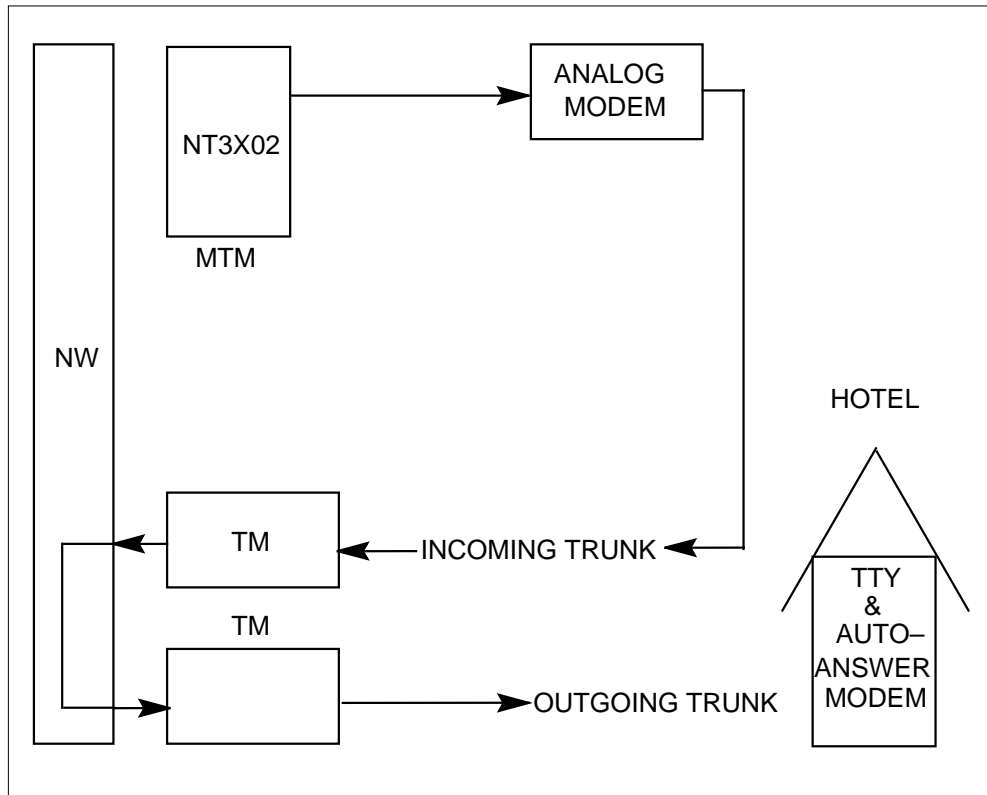 ANALOG
MODEM
NT3X02
MTM
NW
HOTEL
TM
INCOMING TRUNK
TTY
&
AUTO–
ANSWER
MODEM
TM
OUTGOING TRUNK